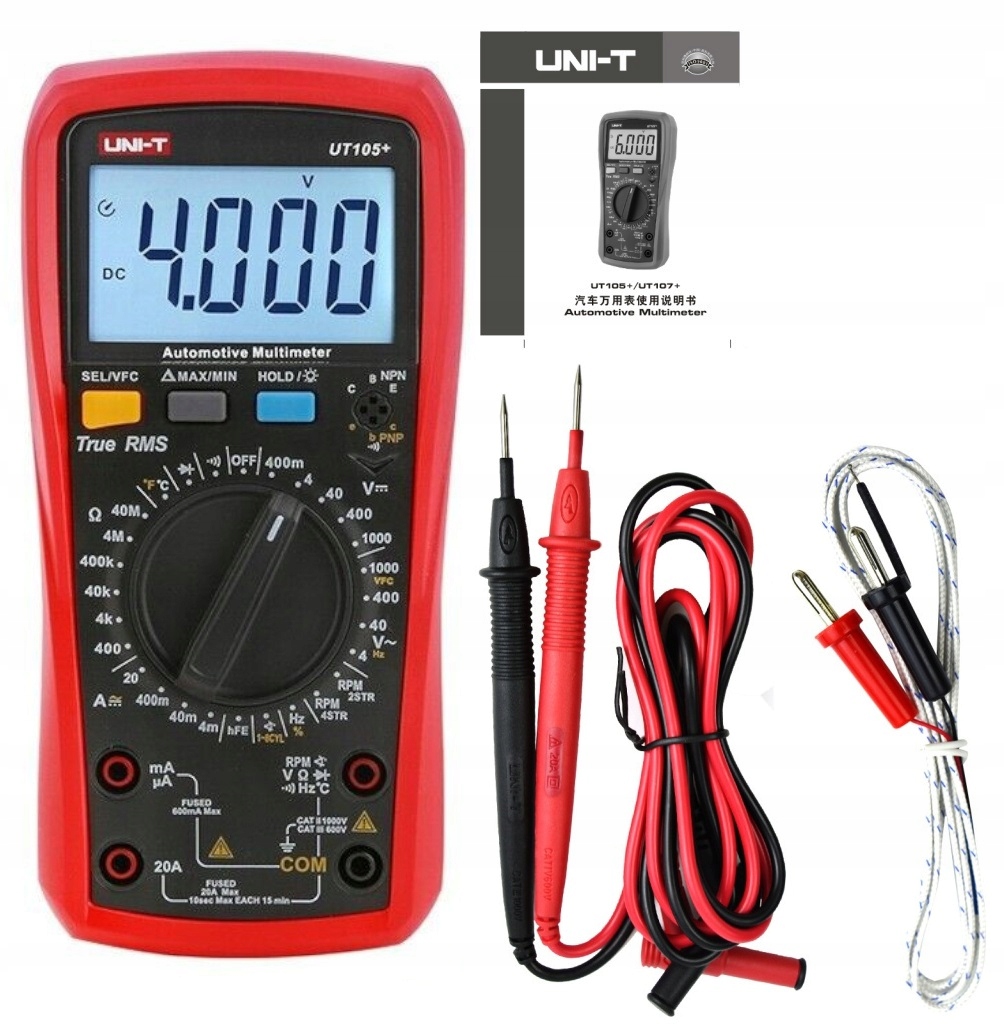 UNI-T
UT105+
V
DC
4.000
Automotive Multimeter
SEL/VFC
△MAX/MIN
HOLD/☼
B NPN
C E
e c
b PNP
True RMS
°F°C
OFF
400m
4
40
400
1000
V⎓
1000
VFC
400
40
4
V~
Hz
RPM
2STR
RPM
4STR
Hz
%
1~8CYL
hFE
4m
40m
400m
20
A
400
4k
40k
400k
4M
40M
Ω
mA
μA
FUSED
600mA Max
RPM
V Ω
Hz°C
CAT II 1000V
CAT III 600V
COM
20A
FUSED
20A Max
10sec Max EACH 15 min
UNI-T
6.000
UT105+/UT107+
汽车万用表使用说明书
Automotive Multimeter
UNI-T
20A